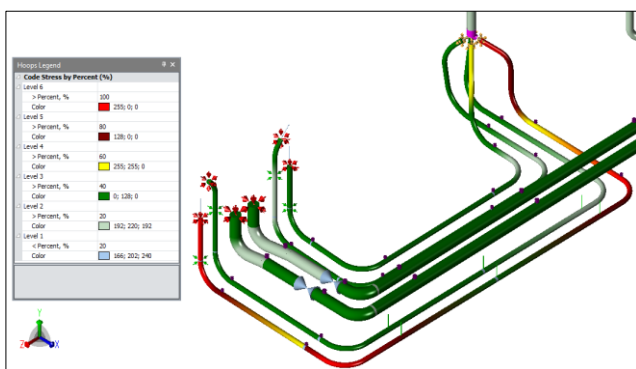 Hoops Legend
Code Stress by Percent (%)
Level 6
> Percent, % 100
Color 255; 0; 0
Level 5
> Percent, % 80
Color 128; 0; 0
Level 4
> Percent, % 60
Color 255; 255; 0
Level 3
> Percent, % 40
Color 0; 128; 0
Level 2
> Percent, % 20
Color 192; 220; 192
Level 1
< Percent, % 20
Color 166; 202; 240
Y
Z X